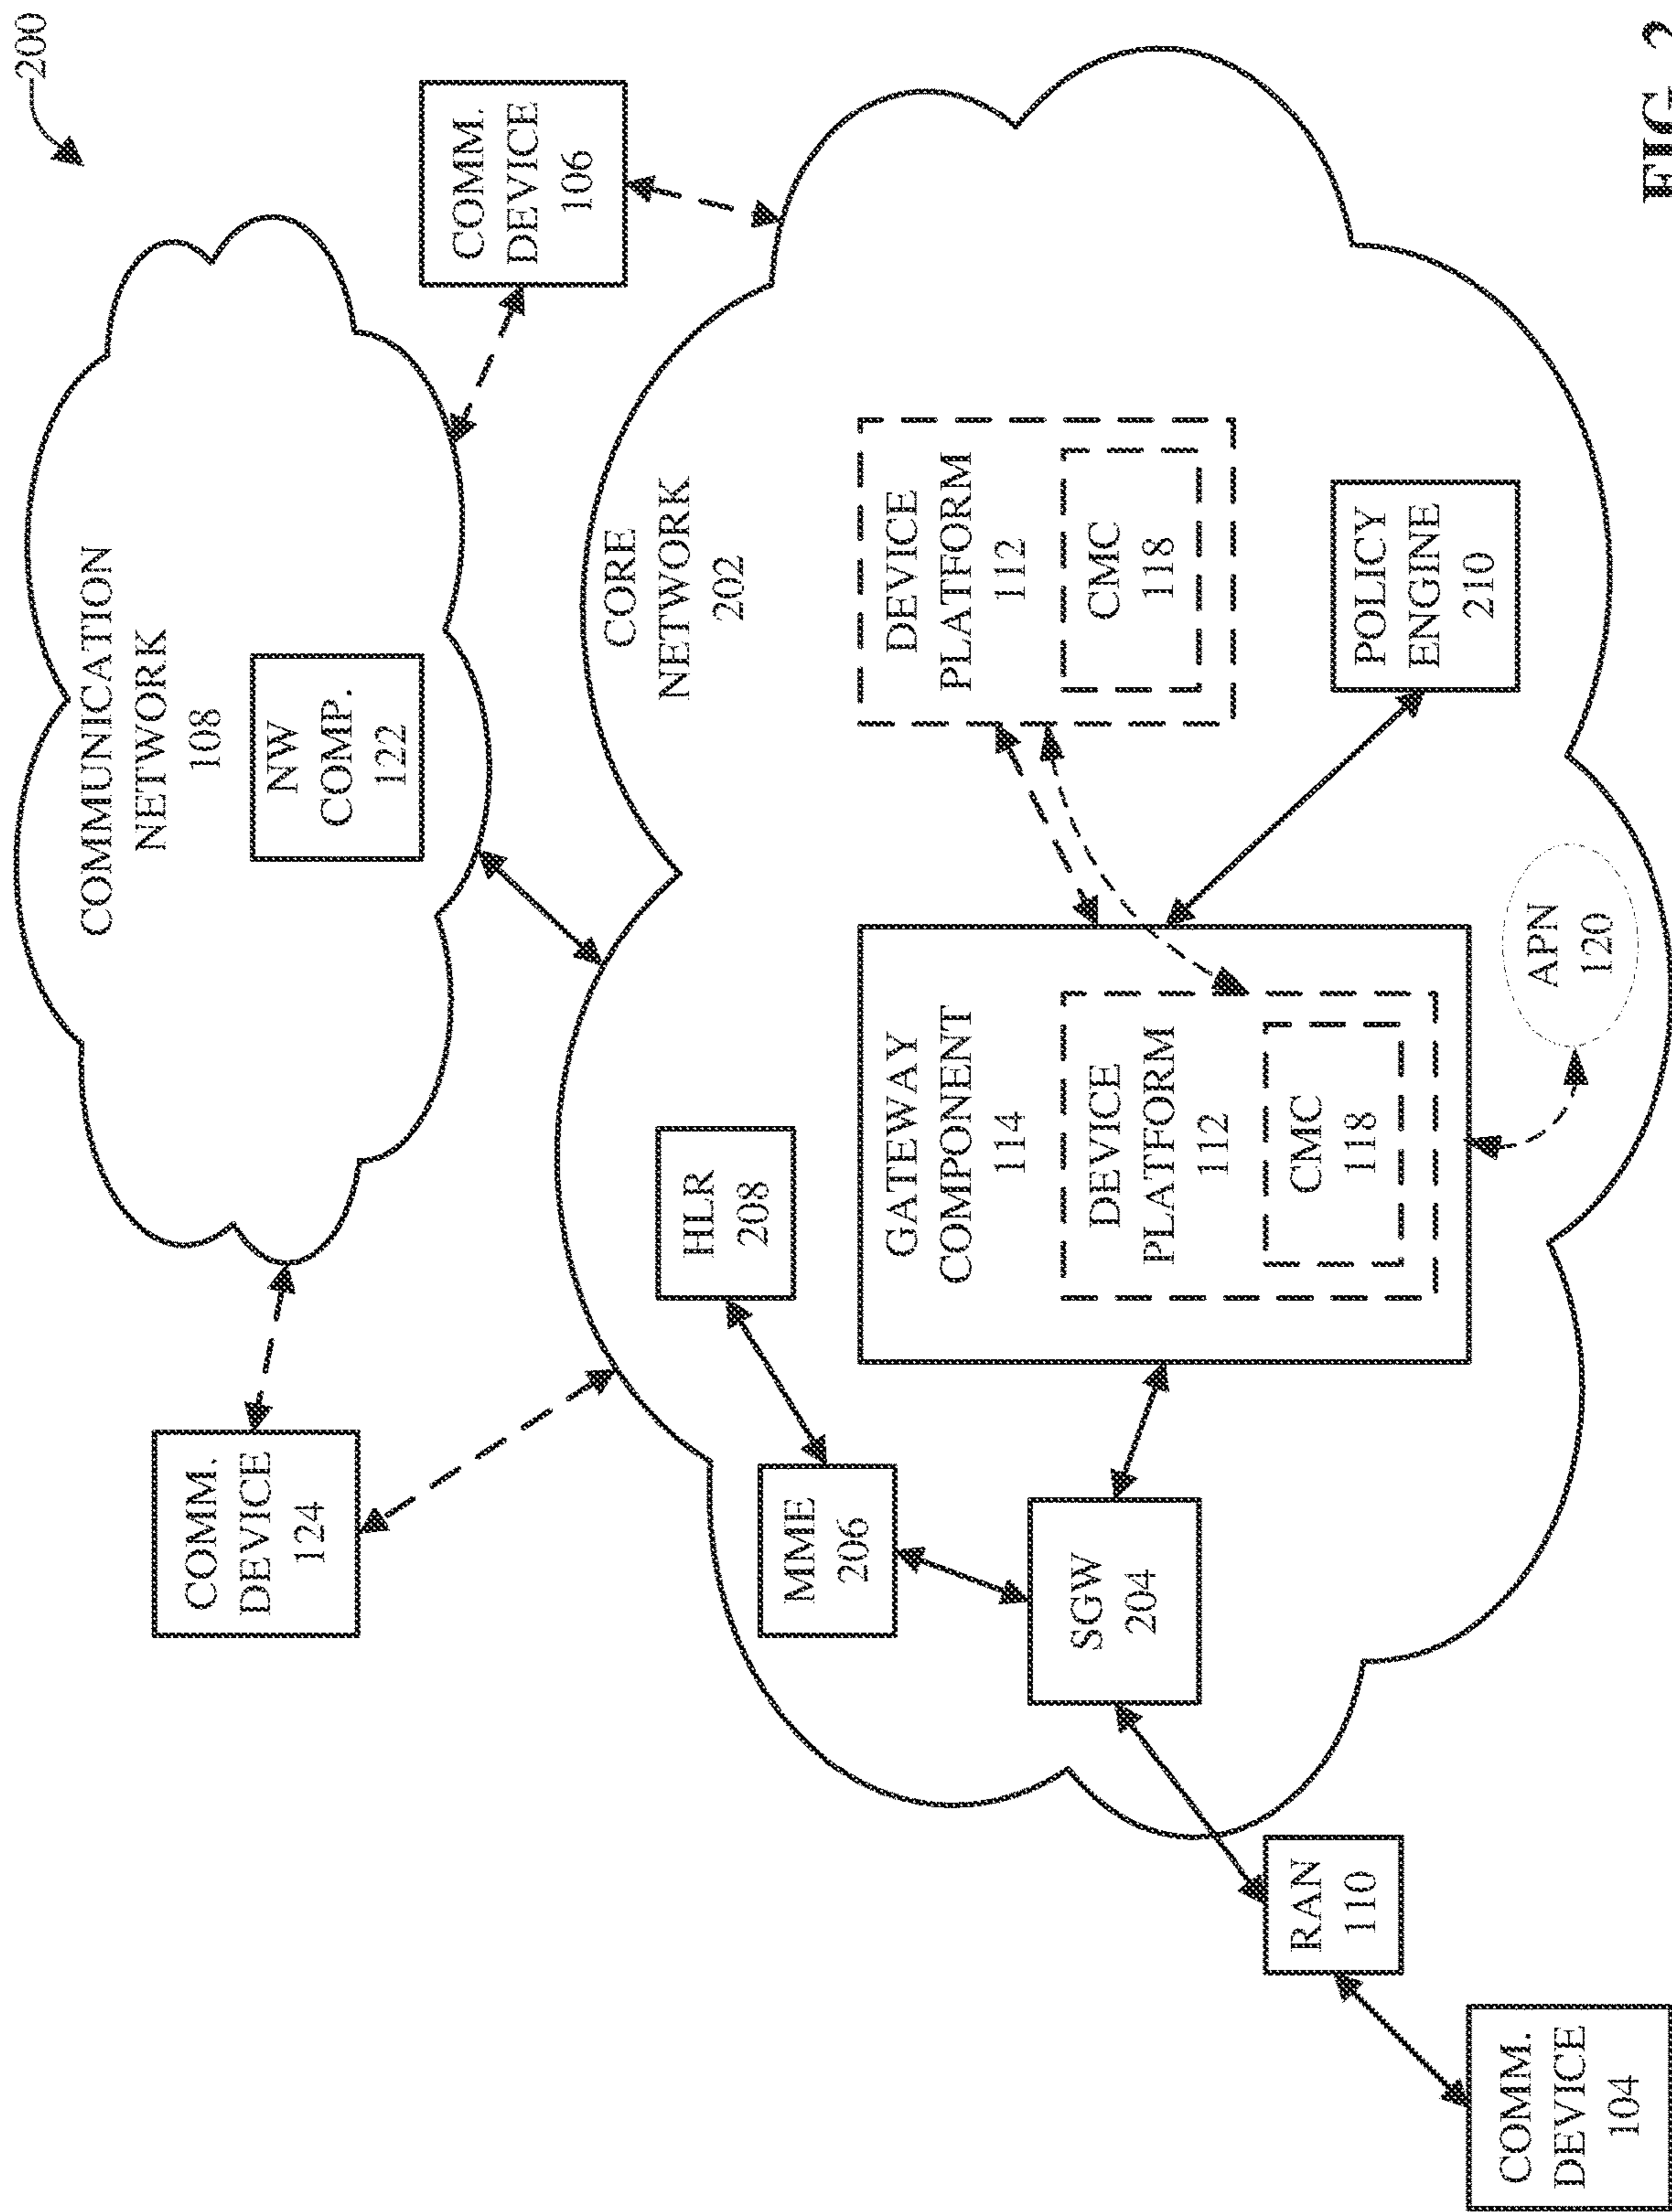 200
COMMUNICATION
NETWORK
108
NW
COMP.
122
COMM.
DEVICE
124
COMM.
DEVICE
106
CORE
NETWORK
202
HLR
208
MME
206
GATEWAY
COMPONENT
114
DEVICE
PLATFORM
112
CMC
118
DEVICE
PLATFORM
112
CMC
118
SGW
204
RAN
110
POLICY
ENGINE
210
COMM.
DEVICE
104
APN
120
FIG. 2